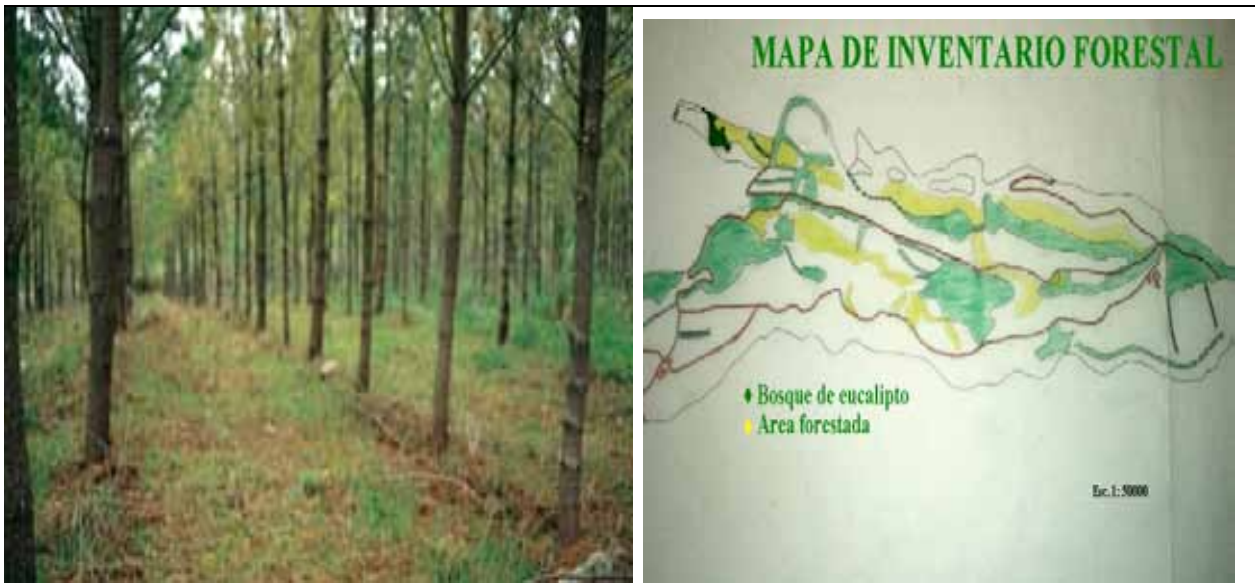 MAPA DE INVENTARIO FORESTAL
Bosque de eucalipto
Area forestada
Esc. 1: 50000